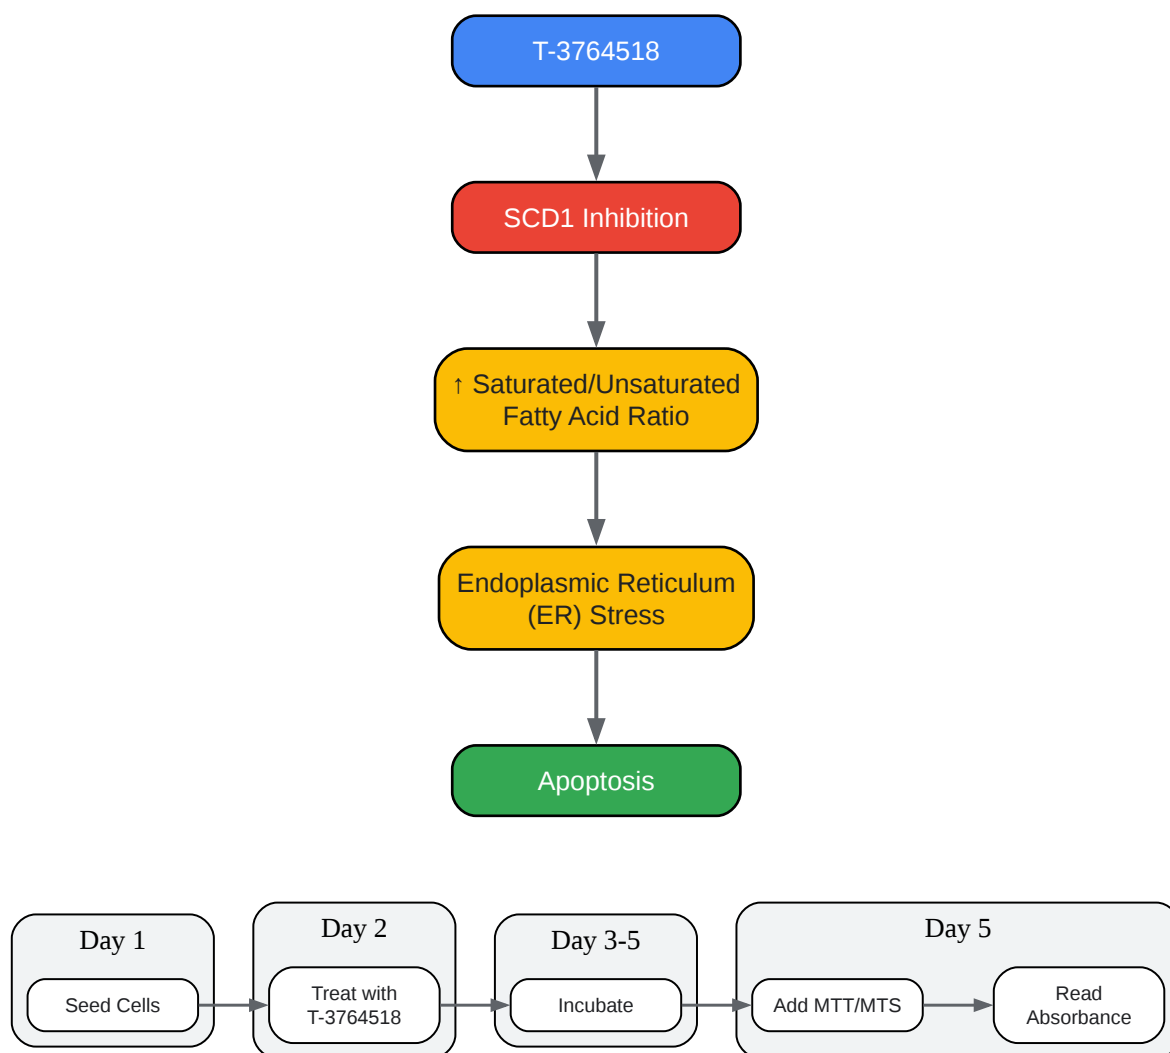 T-3764518
SCD1 Inhibition
↑ Saturated/Unsaturated
Fatty Acid Ratio
Endoplasmic Reticulum
(ER) Stress
Apoptosis
Day 1
Seed Cells
Day 2
Treat with
T-3764518
Day 3-5
Incubate
Day 5
Add MTT/MTS
Read
Absorbance